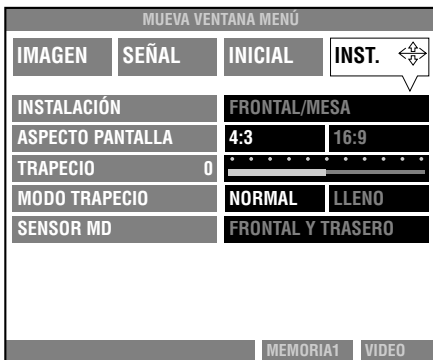 MUEVA VENTANA MENÚ
IMAGEN SEÑAL INICIAL INST.
INSTALACIÓN FRONTAL/MESA
ASPECTO PANTALLA 4:3 16:9
TRAPECIO 0
MODO TRAPECIO NORMAL LLENO
SENSOR MD FRONTAL Y TRASERO
MEMORIA1 VIDEO